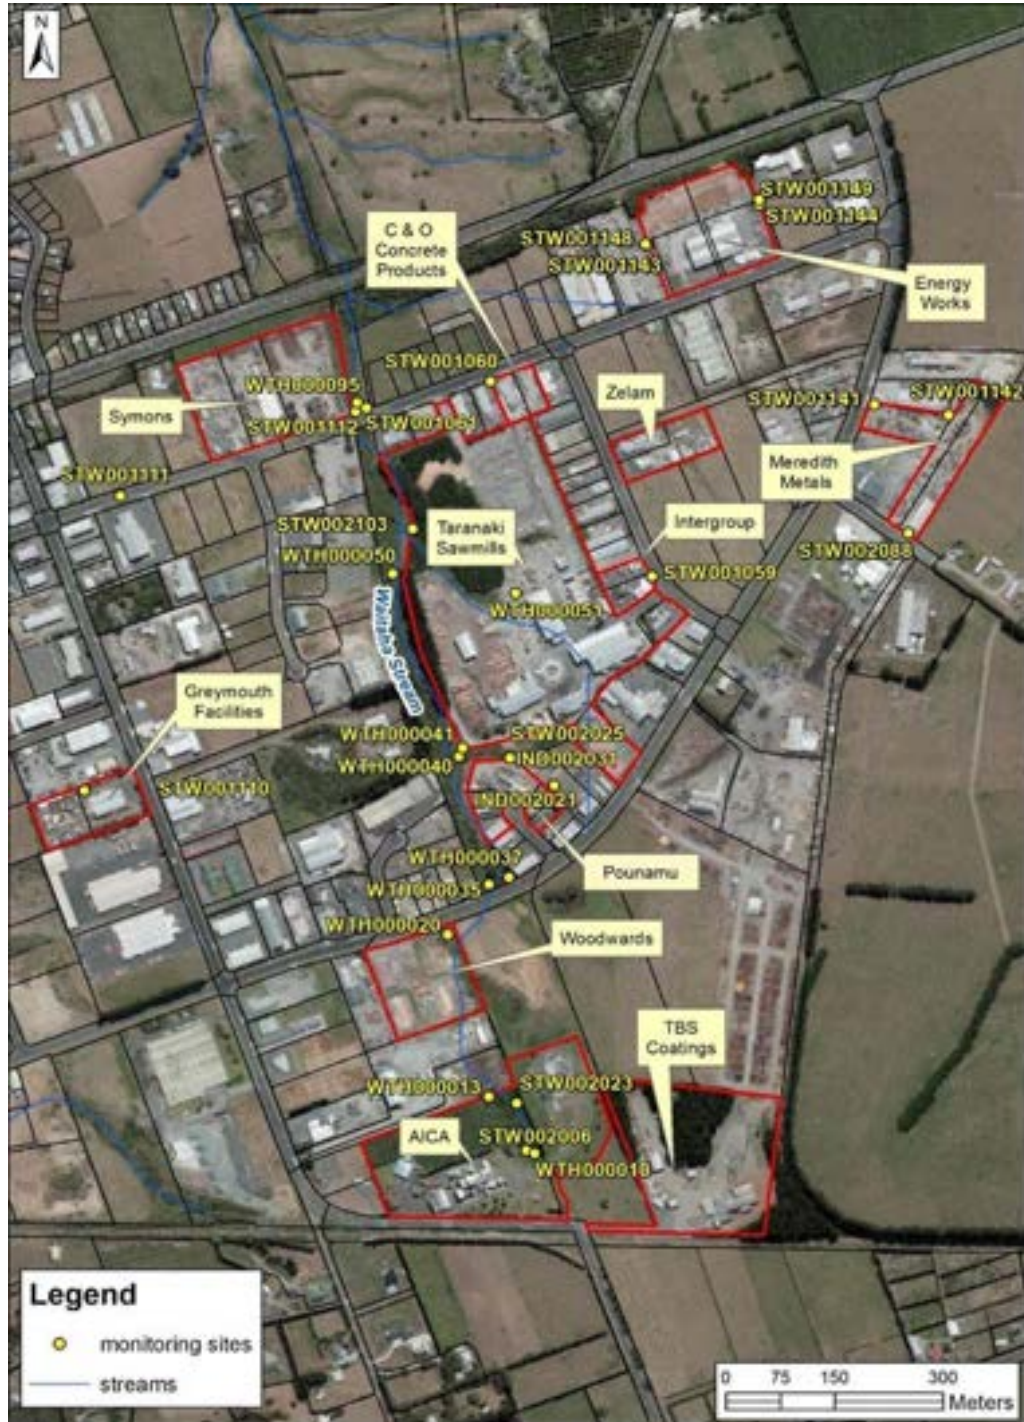 N
STW001149
STW001144
C & O
Concrete
Products
STW001148
STW001143
Energy
Works
STW001060
WTH000095
Zelam
STW001141
STW001142
Symons
STW001112
STW001061
STW001111
Meredith
Metals
STW002103
Taranaki
Sawmills
Intergroup
WTH000050
STW001059
STW002088
WTH000051
Waitaha Stream
Greymouth
Facilities
WTH000041
STW002025
WTH000040
IND002031
STW001110
IND002021
WTH000037
Pounamu
WTH000035
WTH000020
Woodwards
TBS
Coatings
WTH000013
STW002023
AICA
STW002006
WTH000018
Legend
monitoring sites
streams
0 75 150 300
Meters